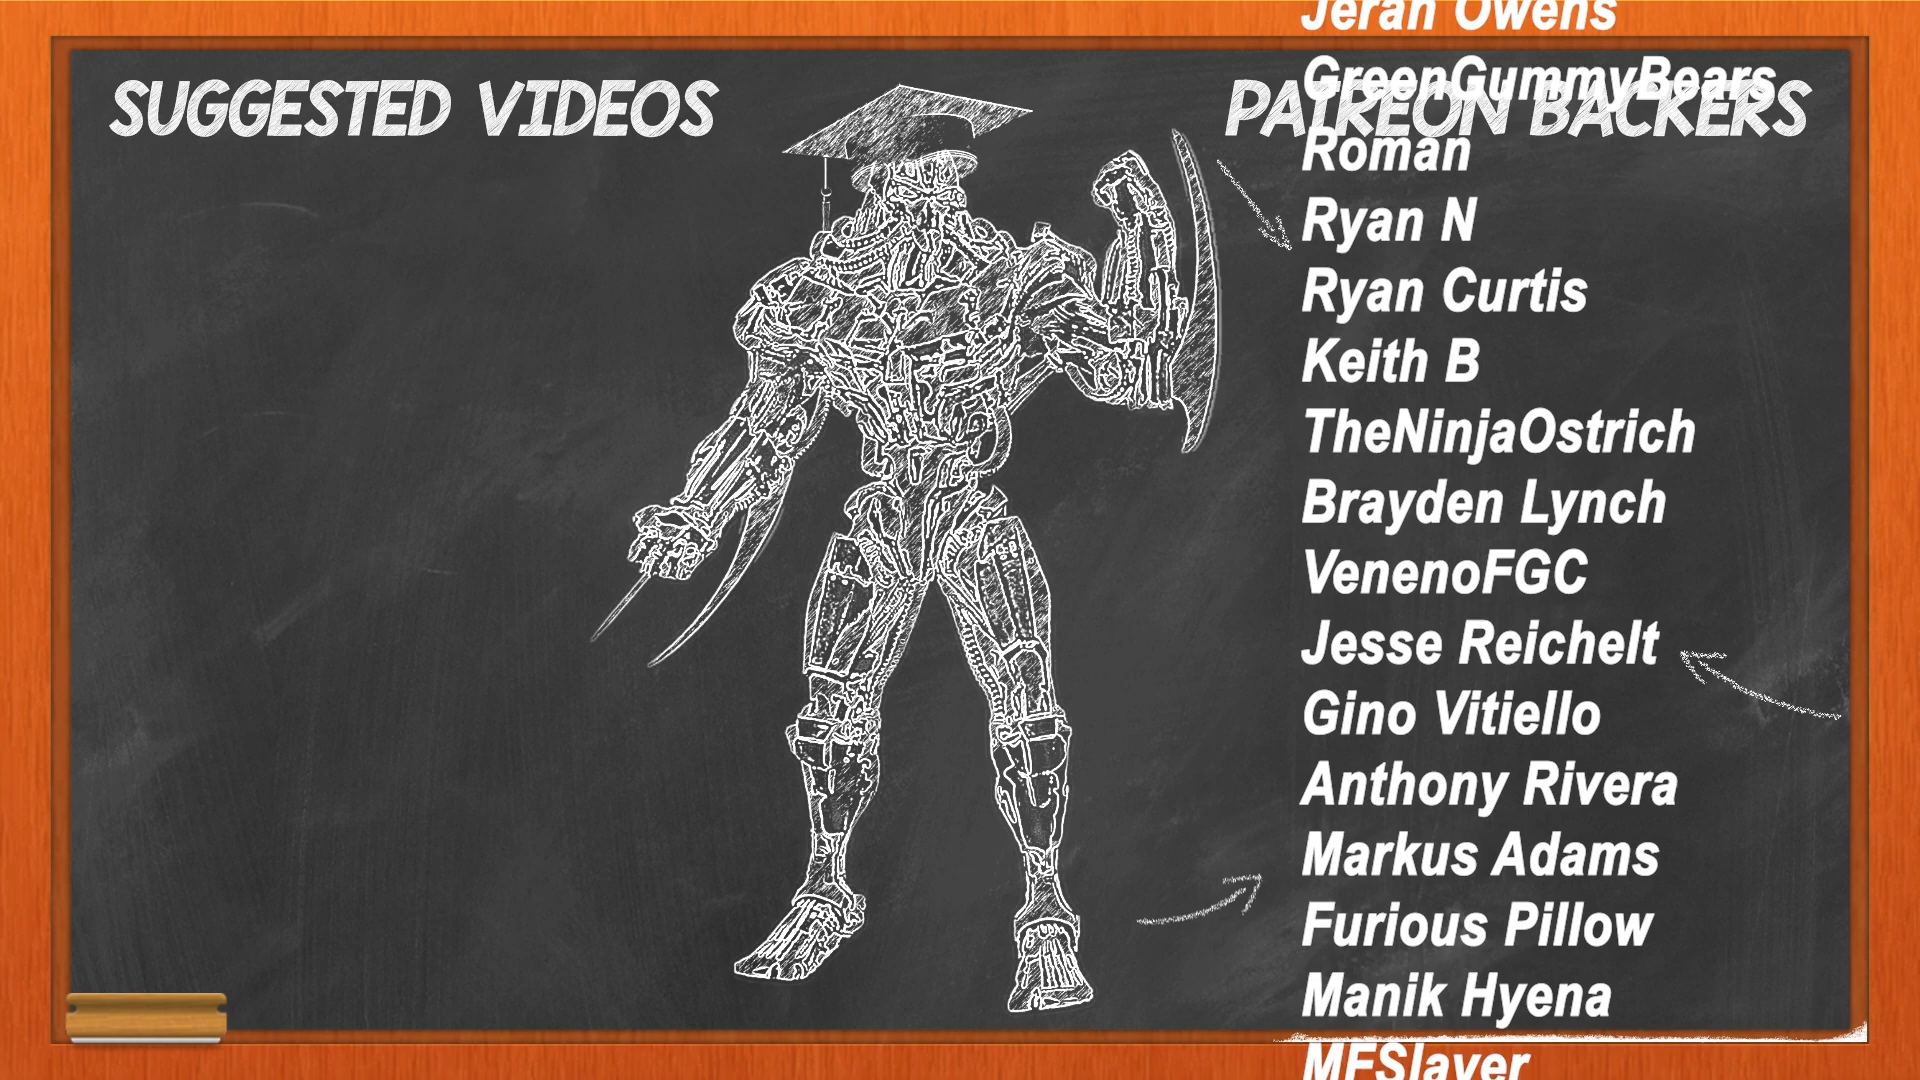 SUGGESTED VIDEOS
PATREON BACKERS
Jeran Owens
GreenGummyBears
Roman
Ryan N
Ryan Curtis
Keith B
TheNinjaOstrich
Brayden Lynch
VenenoFGC
Jesse Reichelt
Gino Vitiello
Anthony Rivera
Markus Adams
Furious Pillow
Manik Hyena
MFSlayer